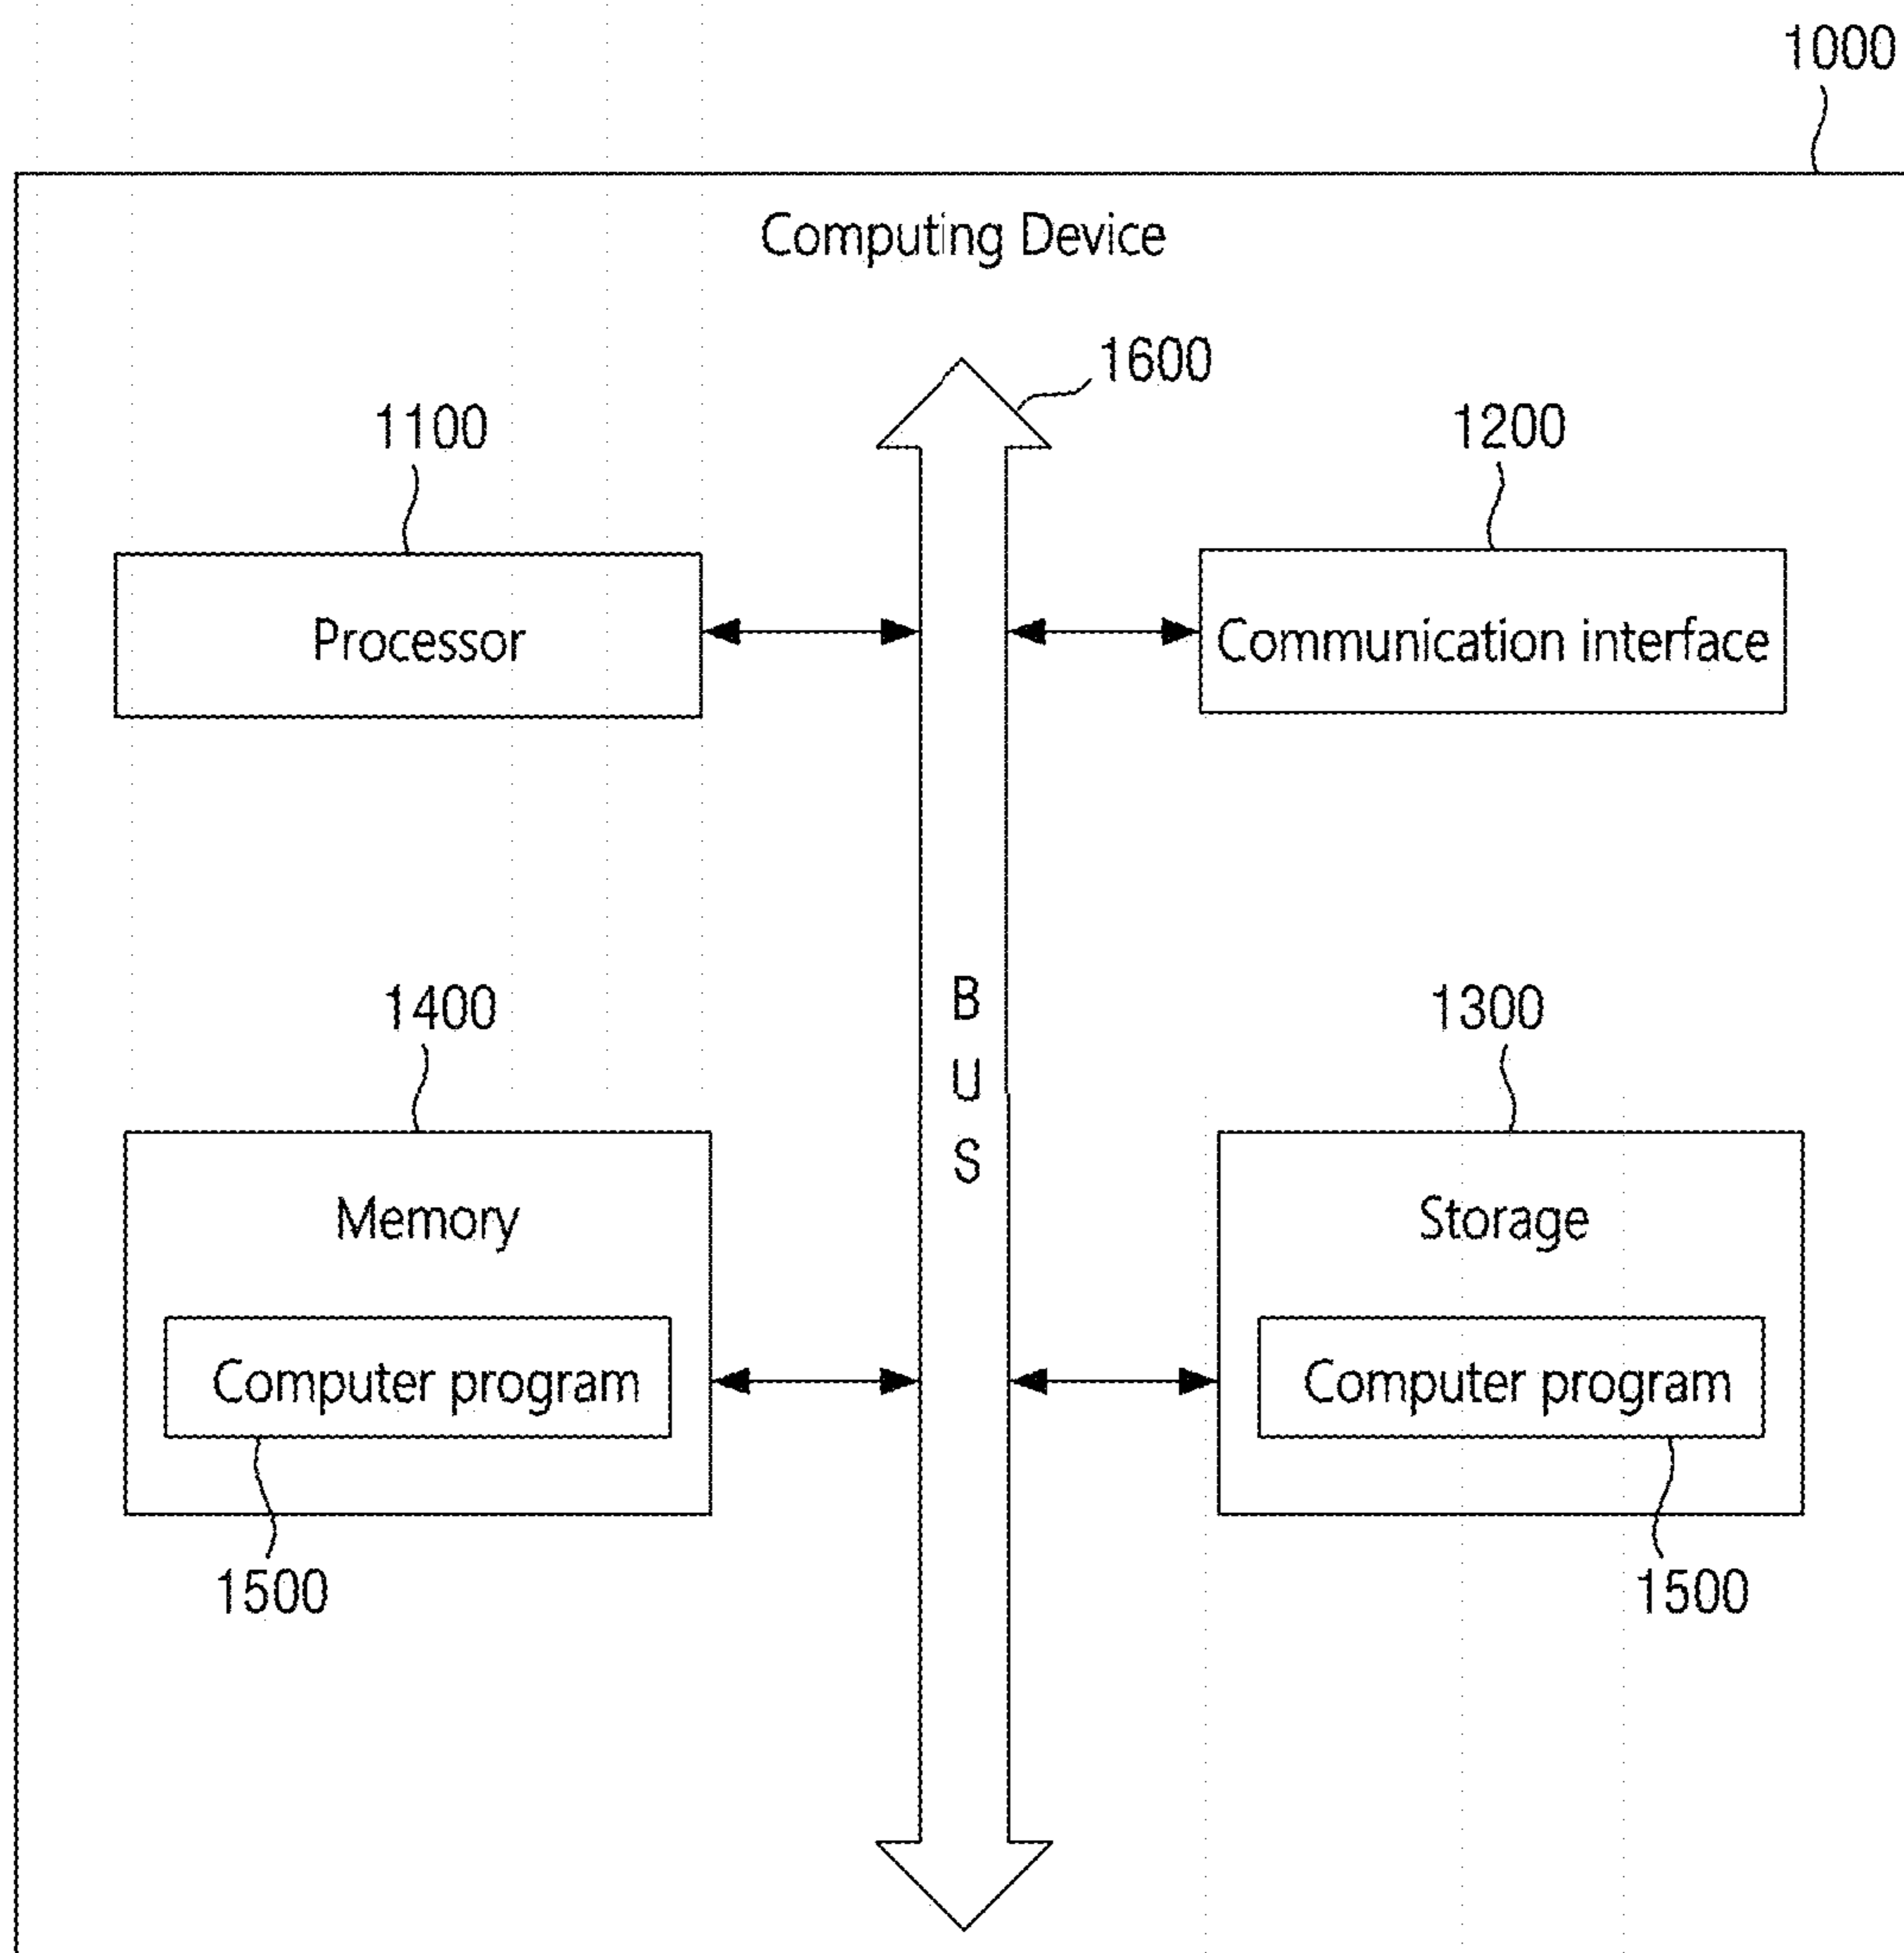 1000
Computing Device
1600
1100
1200
Processor
Communication interface
B
U
S
1400
1300
Memory
Storage
Computer program
Computer program
1500
1500